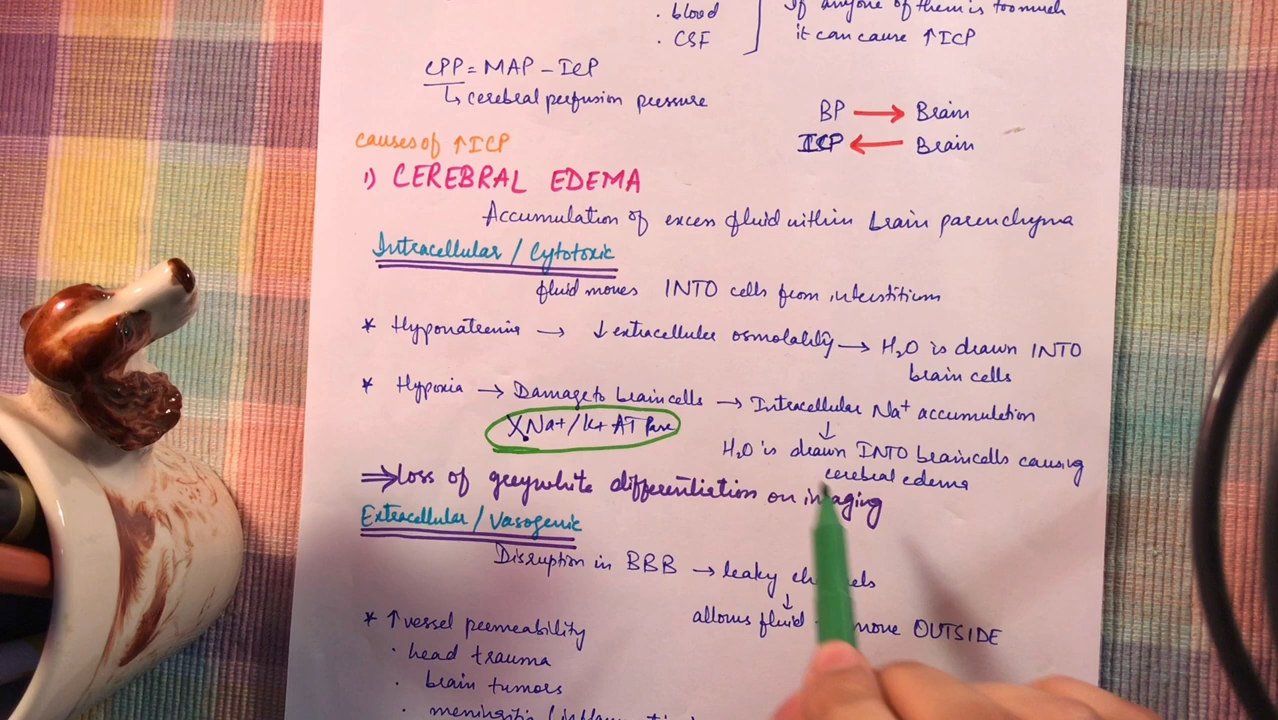 · blood
If anyone of them is too much
· CSF
it can cause ↑ICP
CPP = MAP - ICP
↳ cerebral perfusion pressure
BP → Brain
ICP ← Brain
causes of ↑ICP
1) CEREBRAL EDEMA
Accumulation of excess fluid within brain parenchyma
Intracellular / Cytotoxic
fluid moves INTO cells from interstitium
* Hyponatremia → ↓ extracellular osmolality → H₂O is drawn INTO
brain cells
* Hypoxia → Damage to brain cells → Intracellular Na⁺ accumulation
X Na+/K+ ATPase
↓
H₂O is drawn INTO brain cells causing
cerebral edema
⇒ Loss of grey white differentiation on imaging
Extracellular / Vasogenic
Disruption in BBB → leaky
↓
allows fluid move OUTSIDE
* ↑ vessel permeability
· head trauma
· brain tumors
· meningitis